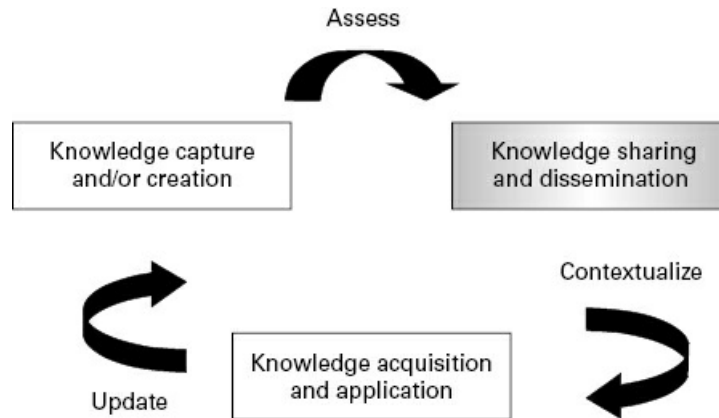 Assess
Knowledge capture
and/or creation
Knowledge sharing
and dissemination
Contextualize
Knowledge acquisition
and application
Update